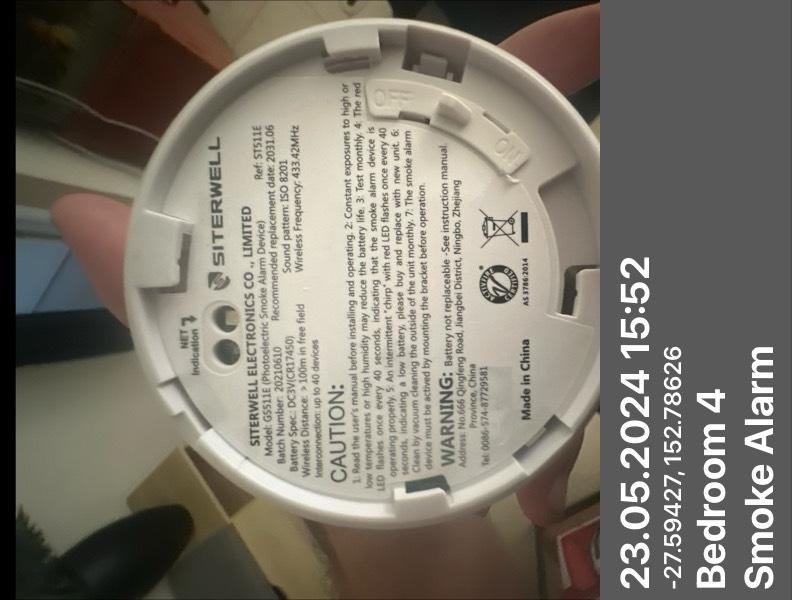 NET
Indication
SITERWELL
SITERWELL ELECTRONICS CO ., LIMITED
Model: GS511E (Photoelectric Smoke Alarm Device) Ref: ST511E
Batch Number: 20210610 Recommended replacement date: 2031.06
Battery Spec.: DC3V(CR17450) Sound pattern: ISO 8201
Wireless Distance: >100m in free field Wireless Frequency: 433.42MHz
Interconnection: up to 40 devices
CAUTION:
1: Read the user's manual before installing and operating. 2: Constant exposures to high or
low temperatures or high humidity may reduce the battery life. 3: Test monthly. 4: The red
LED flashes once every 40 seconds, indicating that the smoke alarm device is
operating properly. 5: An intermittent "chirp" with red LED flashes once every 40
seconds, indicating a low battery, please buy and replace with new unit. 6:
Clean by vacuum cleaning the outside of the unit monthly. 7: The smoke alarm
device must be actived by mounting the bracket before operation.
WARNING: Battery not replaceable -See instruction manual.
Address: No.666 Qingfeng Road, Jiangbei District, Ningbo, Zhejiang
Province, China
Tel: 0086-574-87729581
Made in China
AS 3786:2014
OFF
ON
23.05.2024 15:52
-27.59427, 152.78626
Bedroom 4
Smoke Alarm